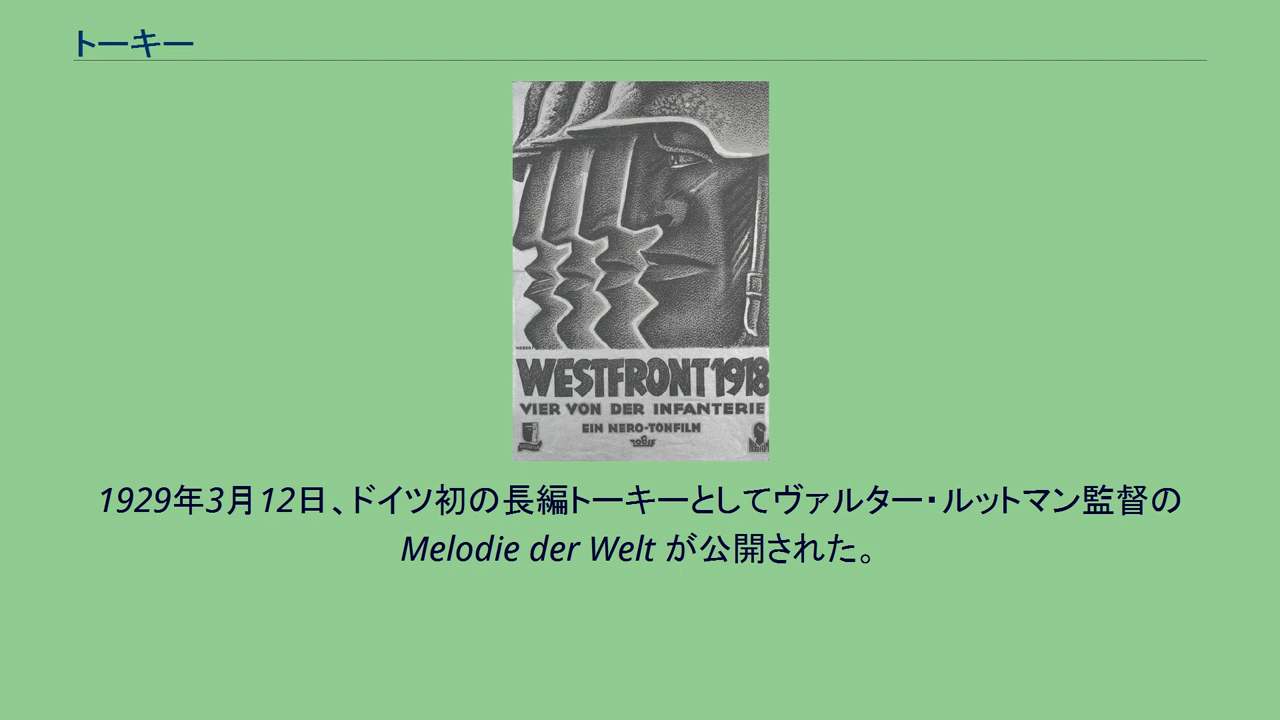 トーキー
WESTFRONT 1918
VIER VON DER INFANTERIE
EIN NERO-TONFILM
TOBIS
1929年3月12日、ドイツ初の長編トーキーとしてヴァルター・ルットマン監督の
Melodie der Welt が公開された。